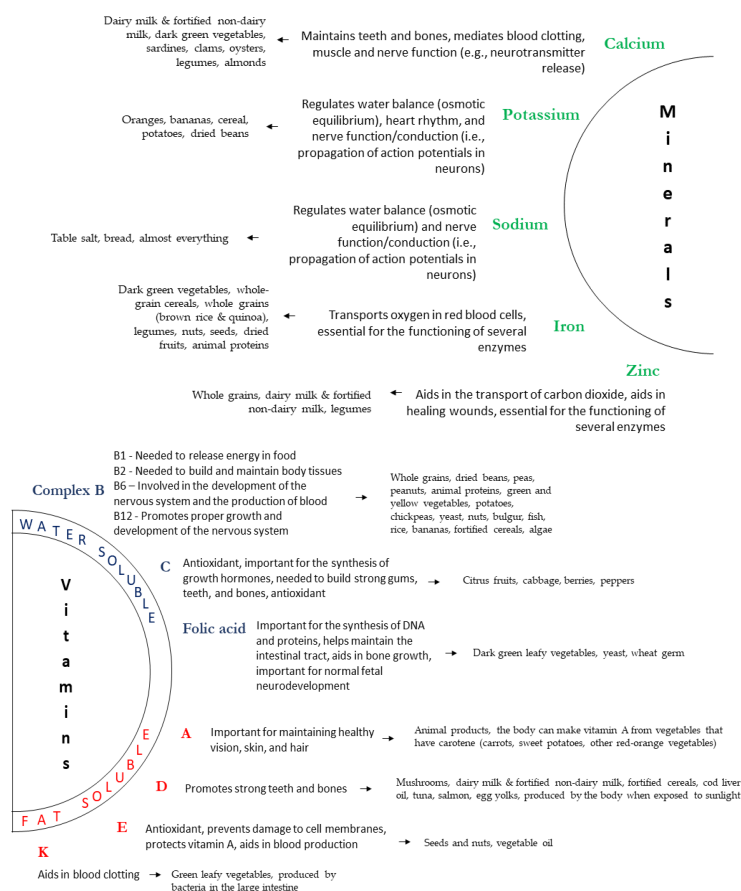 Dairy milk & fortified non-dairy
milk, dark green vegetables,
sardines, clams, oysters,
legumes, almonds
Maintains teeth and bones, mediates blood clotting,
muscle and nerve function (e.g., neurotransmitter
release)
Calcium
Oranges, bananas, cereal,
potatoes, dried beans
Regulates water balance (osmotic
equilibrium), heart rhythm, and
nerve function/conduction (i.e.,
propagation of action potentials in
neurons)
Potassium
Minerals
Table salt, bread, almost everything
Regulates water balance (osmotic
equilibrium) and nerve
function/conduction (i.e.,
propagation of action potentials in
neurons)
Sodium
Dark green vegetables, whole-
grain cereals, whole grains
(brown rice & quinoa),
legumes, nuts, seeds, dried
fruits, animal proteins
Transports oxygen in red blood cells,
essential for the functioning of several
enzymes
Iron
Zinc
Whole grains, dairy milk & fortified
non-dairy milk, legumes
Aids in the transport of carbon dioxide, aids in
healing wounds, essential for the functioning of
several enzymes
Complex B
B1 - Needed to release energy in food
B2 - Needed to build and maintain body tissues
B6 – Involved in the development of the
nervous system and the production of blood
B12 - Promotes proper growth and
development of the nervous system
Whole grains, dried beans, peas,
peanuts, animal proteins, green and
yellow vegetables, potatoes,
chickpeas, yeast, nuts, bulgur, fish,
rice, bananas, fortified cereals, algae
WATER SOLUBLE
Vitamins
C
Antioxidant, important for the synthesis of
growth hormones, needed to build strong gums,
teeth, and bones, antioxidant
Citrus fruits, cabbage, berries, peppers
Folic acid
Important for the synthesis of DNA
and proteins, helps maintain the
intestinal tract, aids in bone growth,
important for normal fetal
neurodevelopment
Dark green leafy vegetables, yeast, wheat germ
FAT SOLUBLE
A
Important for maintaining healthy
vision, skin, and hair
Animal products, the body can make vitamin A from vegetables that
have carotene (carrots, sweet potatoes, other red-orange vegetables)
D
Promotes strong teeth and bones
Mushrooms, dairy milk & fortified non-dairy milk, fortified cereals, cod liver
oil, tuna, salmon, egg yolks, produced by the body when exposed to sunlight
E
Antioxidant, prevents damage to cell membranes,
protects vitamin A, aids in blood production
Seeds and nuts, vegetable oil
K
Aids in blood clotting
Green leafy vegetables, produced by
bacteria in the large intestine